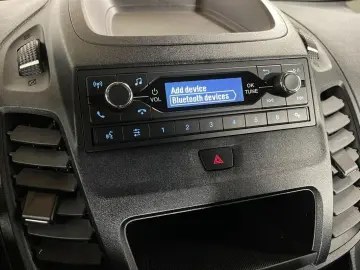 Add device
Bluetooth devices
VOL
OK
TUNE
1 2 3 4 5 6